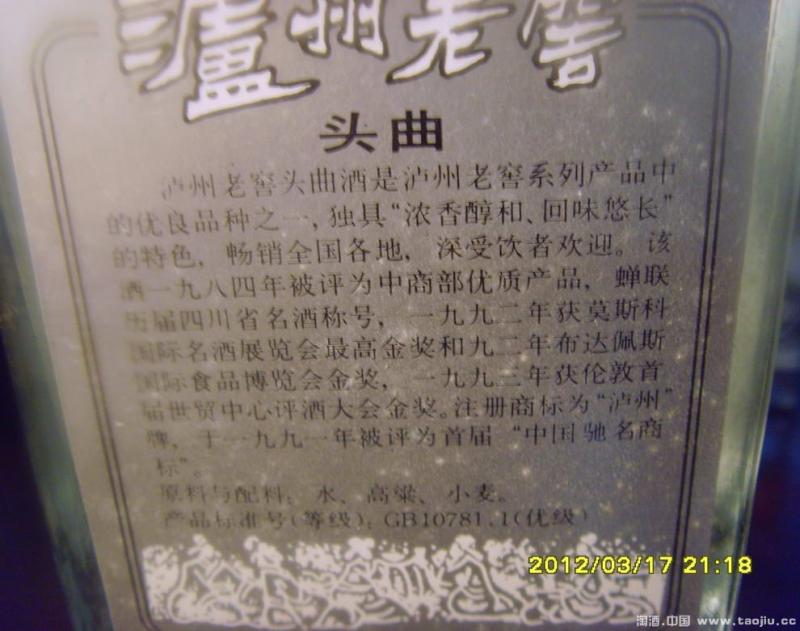 泸州老窖
头曲
泸州老窖头曲酒是泸州老窖系列产品中
的优良品种之一，独具“浓香醇和、回味悠长”
的特色，畅销全国各地，深受饮者欢迎。该
酒一九八四年被评为中商部优质产品，蝉联
历届四川省名酒称号，一九九二年获莫斯科
国际名酒展览会最高金奖和九二年布达佩斯
国际食品博览会金奖，一九九三年获伦敦首
届世贸中心评酒大会金奖。注册商标为“泸州”
牌，于一九九一年被评为首届“中国驰名商
标”。
原料与配料：水、高粱、小麦。
产品标准号(等级)：GB10781.1(优级)
2012/03/17 21:18
淘酒.中国 www.taojiu.cc